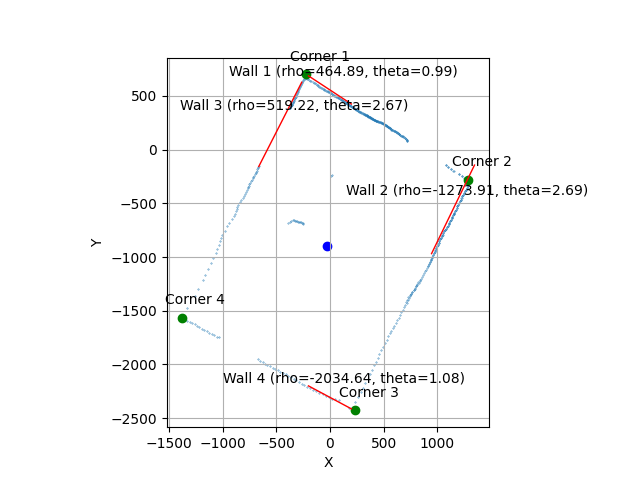 Corner 1
Wall 1 (rho=464.89, theta=0.99)
Wall 3 (rho=519.22, theta=2.67)
Corner 2
Wall 2 (rho=-1273.91, theta=2.69)
Corner 4
Wall 4 (rho=-2034.64, theta=1.08)
Corner 3
500
0
−500
−1000
−1500
−2000
−2500
Y
−1500 −1000 −500 0 500 1000
X